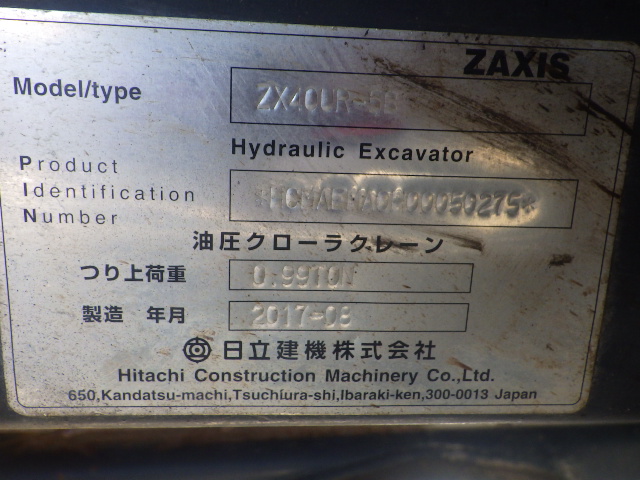 ZAXIS
Model/type
Hydraulic Excavator
Product
Identification
Number
油圧クローラクレーン
つり上荷重 0.99TON
製造 年月 2017-08
日立建機株式会社
Hitachi Construction Machinery Co.,Ltd.
650,Kandatsu-machi,Tsuchiura-shi,Ibaraki-ken,300-0013 Japan